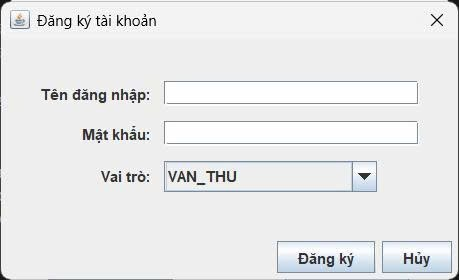 Đăng ký tài khoản
Tên đăng nhập:
Mật khẩu:
Vai trò: VAN_THU
Đăng ký Hủy